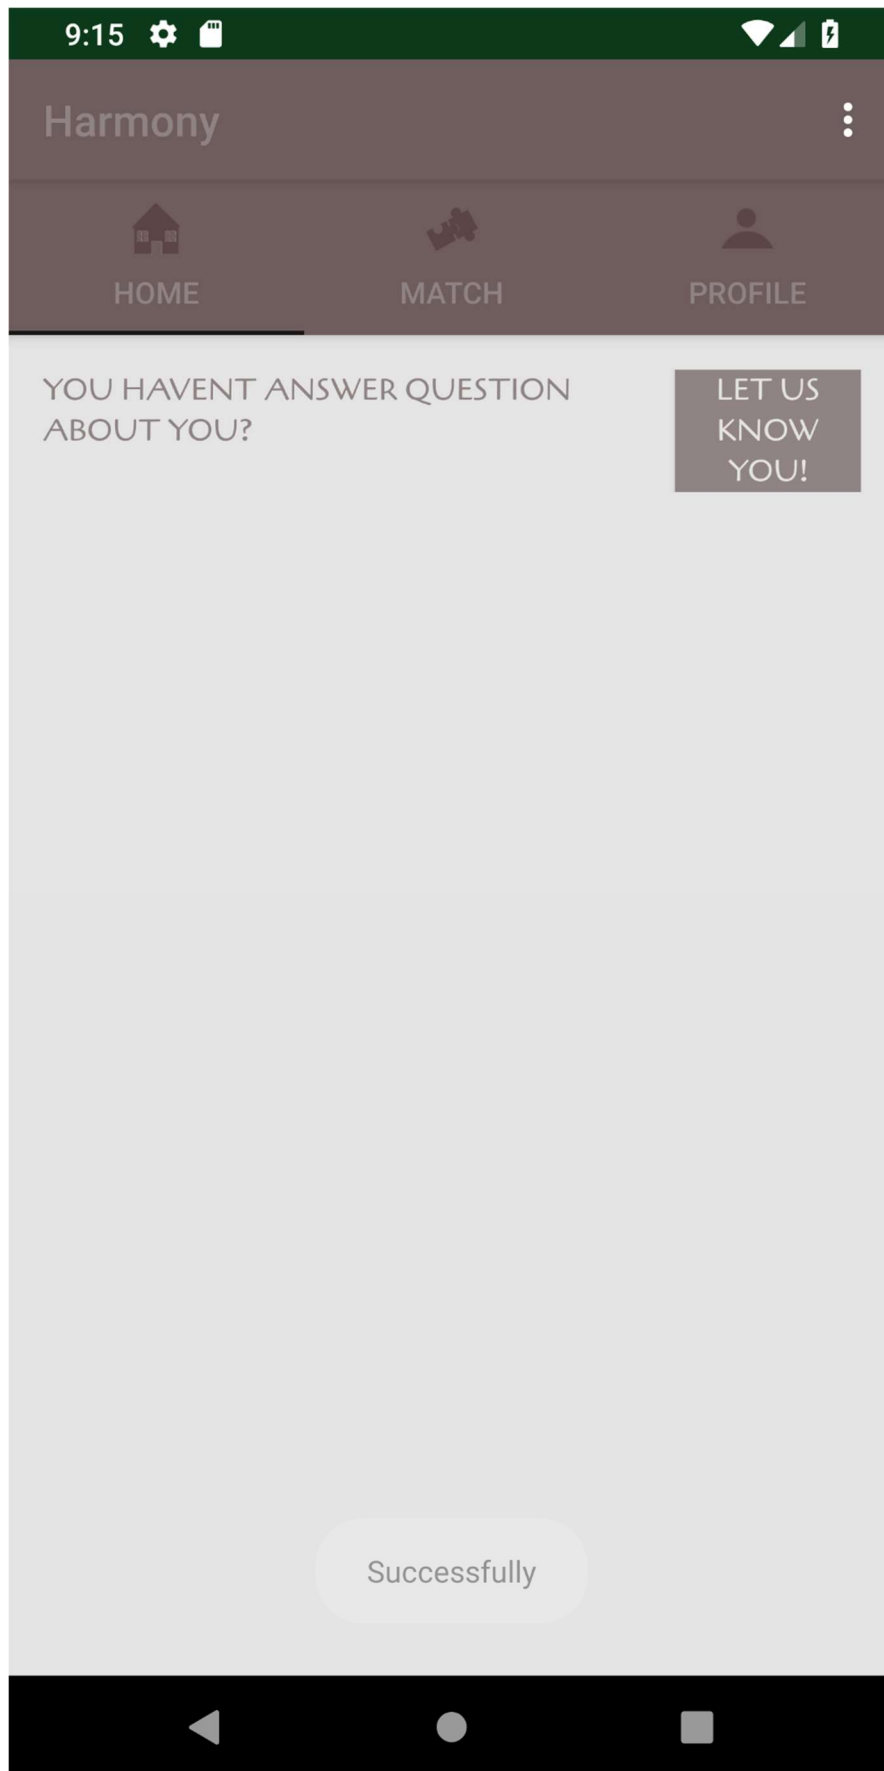 9:15
Harmony
HOME MATCH PROFILE
YOU HAVENT ANSWER QUESTION
ABOUT YOU?
LET US
KNOW
YOU!
Successfully